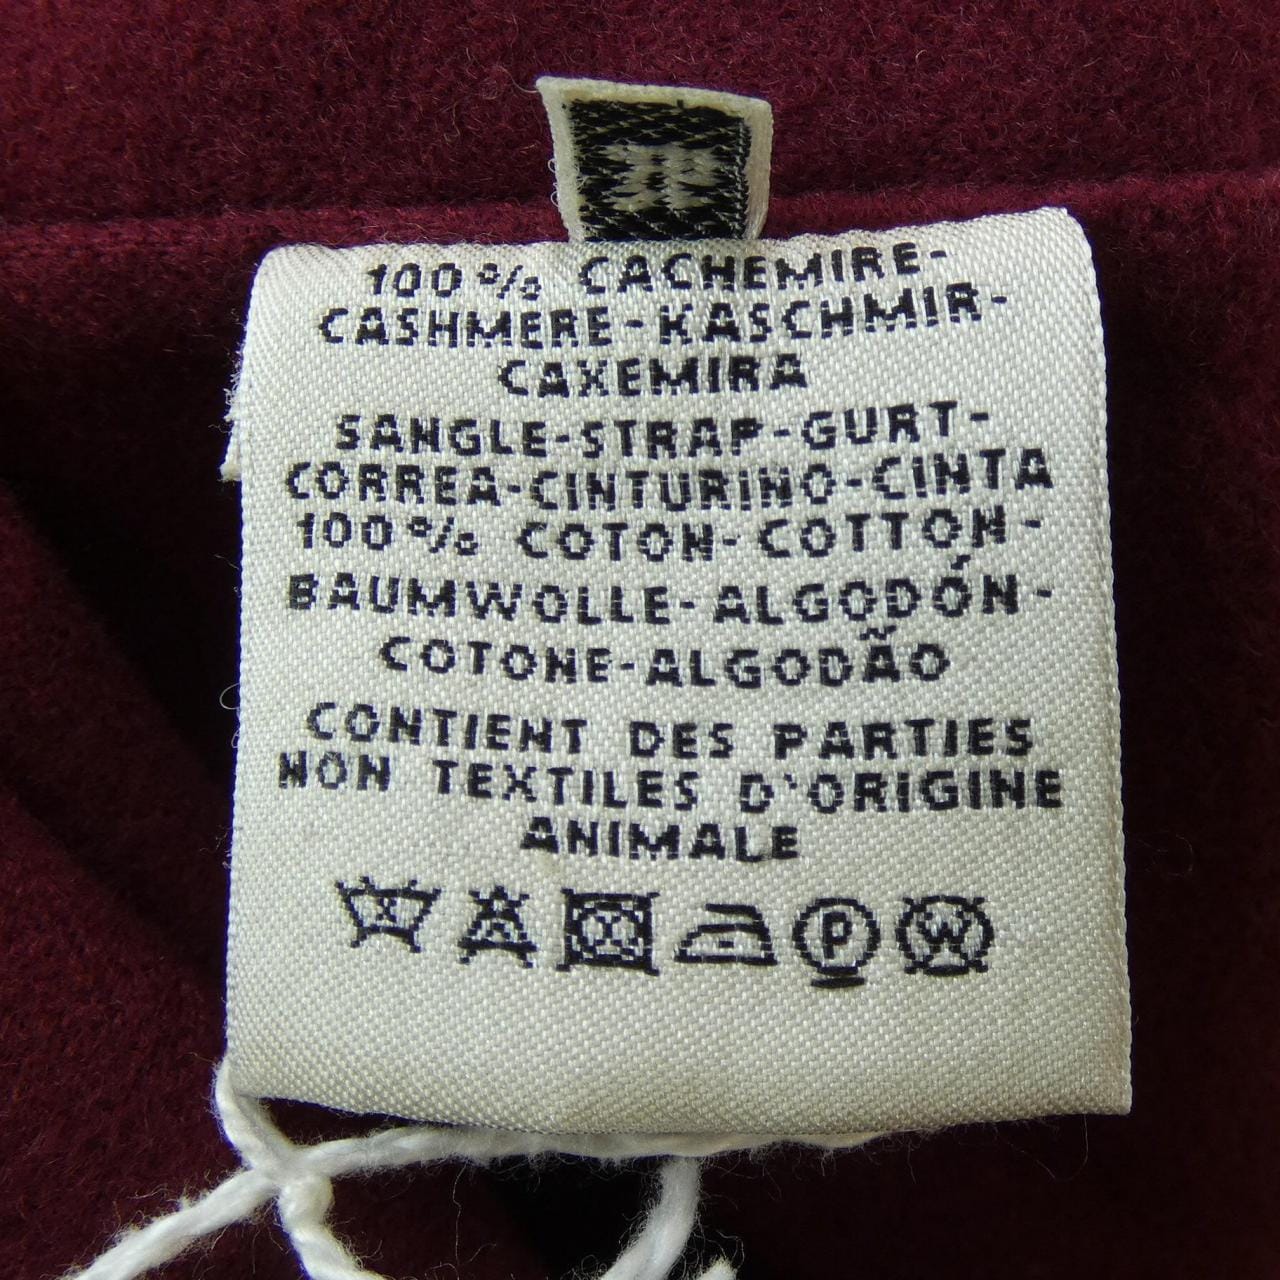 100% CACHEMIRE-
CASHMERE-KASCHMIR-
CAXEMIRA
SANGLE-STRAP-GURT-
CORREA-CINTURINO-CINTA
100% COTON-COTTON-
BAUMWOLLE-ALGODÓN-
COTONE-ALGODÃO
CONTIENT DES PARTIES
NON TEXTILES D'ORIGINE
ANIMALE
P W